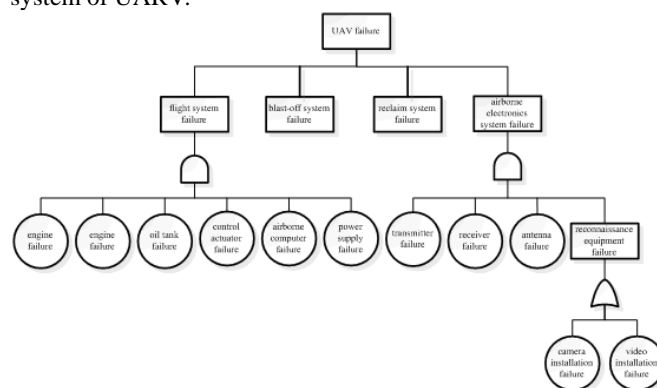 system of UARV.
UAV failure
flight system
failure
blast-off system
failure
reclaim system
failure
airborne
electronics
system failure
engine
failure
engine
failure
oil tank
failure
control
actuator
failure
airborne
computer
failure
power
supply
failure
transmitter
failure
receiver
failure
antenna
failure
reconnaissance
equipment
failure
camera
installation
failure
video
installation
failure